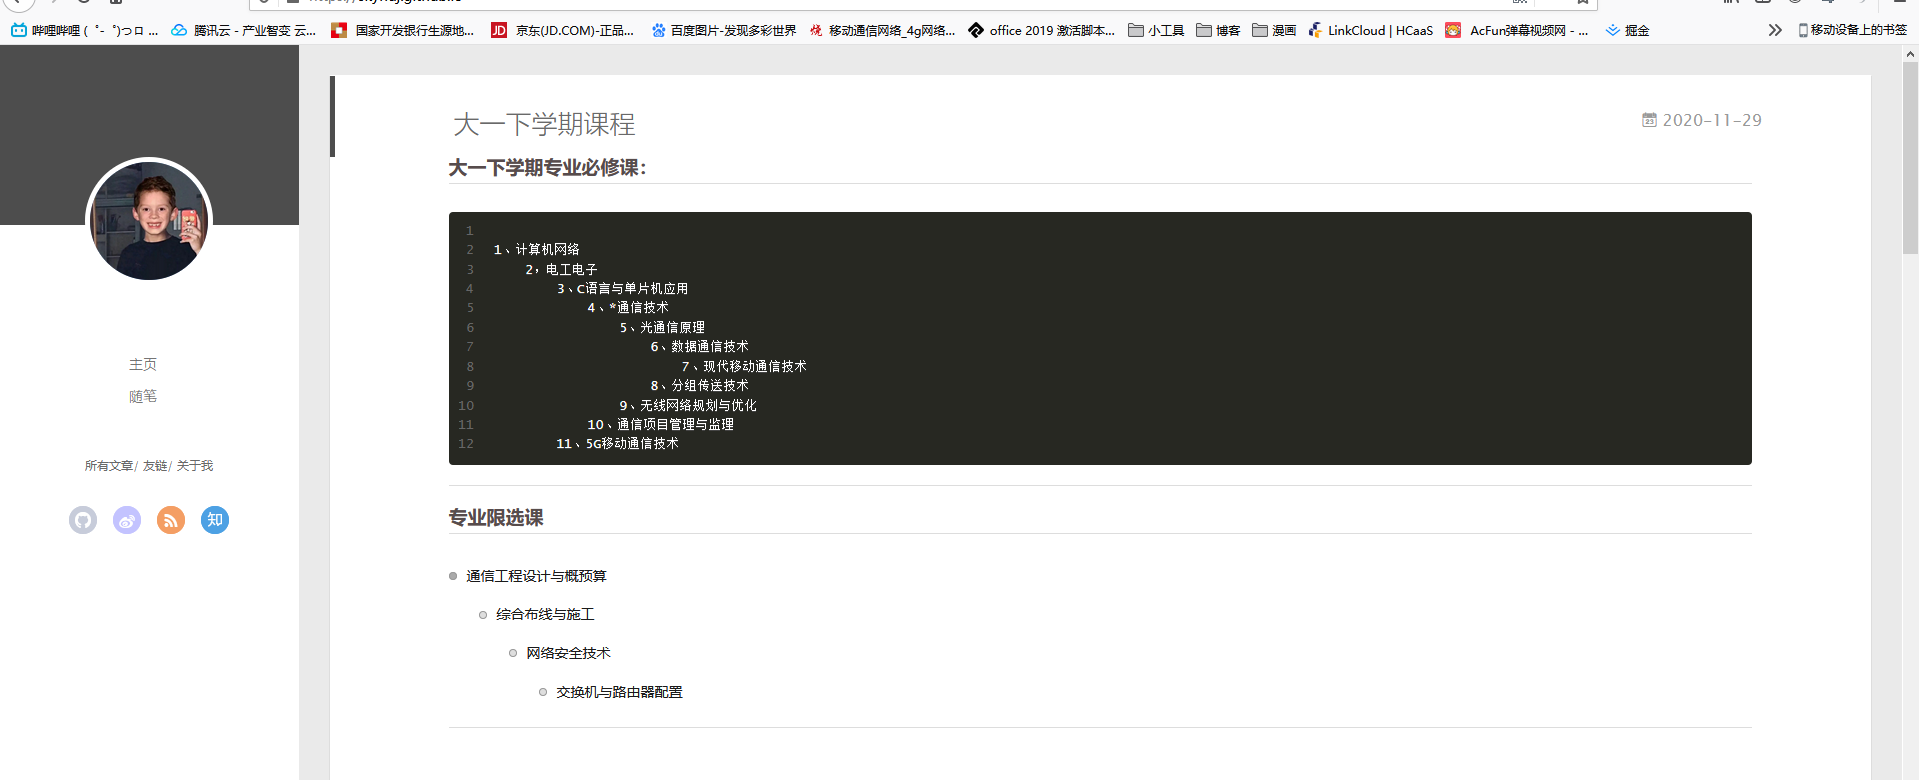 哔哩哔哩 (゜-゜)つロ ...
腾讯云 - 产业智变 云...
国家开发银行生源地...
JD 京东(JD.COM)-正品...
百度图片-发现多彩世界
移动通信网络_4g网络...
office 2019 激活脚本...
小工具
博客
漫画
LinkCloud | HCaaS
AcFun弹幕视频网 - ...
掘金
移动设备上的书签
主页
随笔
所有文章/ 友链/ 关于我
知
大一下学期课程
23 2020-11-29
大一下学期专业必修课：
1
2 1、计算机网络
3 2，电工电子
4 3、C语言与单片机应用
5 4、*通信技术
6 5、光通信原理
7 6、数据通信技术
8 7、现代移动通信技术
9 8、分组传送技术
10 9、无线网络规划与优化
11 10、通信项目管理与监理
12 11、5G移动通信技术
专业限选课
通信工程设计与概预算
综合布线与施工
网络安全技术
交换机与路由器配置